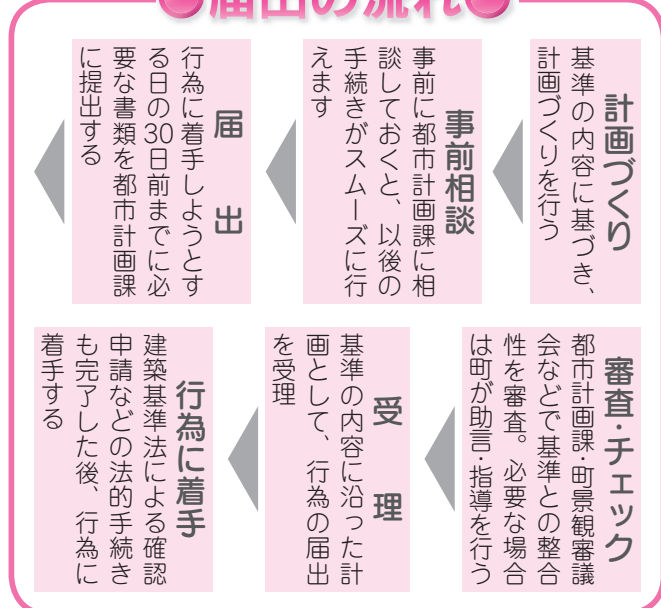 ●届出の流れ●
計画づくり
基準の内容に基づき、
計画づくりを行う
事前相談
事前に都市計画課に相
談しておくと、以後の
手続きがスムーズに行
えます
届出
行為に着手しようとす
る日の30日前までに必
要な書類を都市計画課
に提出する
審査・チェック
都市計画課・町景観審議
会などで基準との整合
性を審査。必要な場合
は町が助言・指導を行う
受理
基準の内容に沿った計
画として、行為の届出
を受理
行為に着手
建築基準法による確認
申請などの法的手続き
も完了した後、行為に
着手する